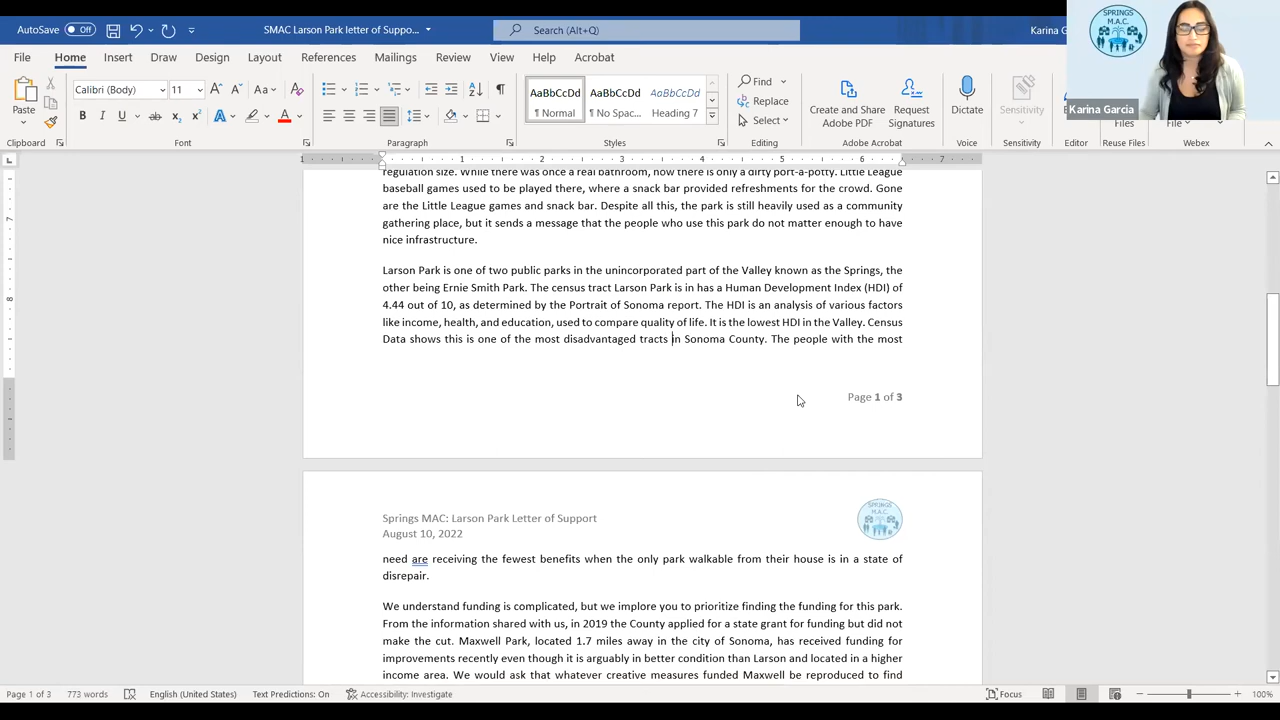 AutoSave Off SMAC Larson Park letter of Suppo... Search (Alt+Q) Karina G
SPRINGS
M.A.C.
Karina Garcia
File Home Insert Draw Design Layout References Mailings Review View Help Acrobat
Calibri (Body) 11
AaBbCcDd AaBbCcDd AaBbCcDd
¶ Normal ¶ No Spac... Heading 7
Paste
Find
Replace
Select
Create and Share
Adobe PDF
Request
Signatures
Dictate
Sensitivity
Editor
Files
File
Clipboard Font Paragraph Styles Editing Adobe Acrobat Voice Sensitivity Editor Reuse Files Webex
1 1 2 3 4 5 6 7
regulation size. While there was once a real bathroom, now there is only a dirty port-a-potty. Little League
baseball games used to be played there, where a snack bar provided refreshments for the crowd. Gone
are the Little League games and snack bar. Despite all this, the park is still heavily used as a community
gathering place, but it sends a message that the people who use this park do not matter enough to have
nice infrastructure.
Larson Park is one of two public parks in the unincorporated part of the Valley known as the Springs, the
other being Ernie Smith Park. The census tract Larson Park is in has a Human Development Index (HDI) of
4.44 out of 10, as determined by the Portrait of Sonoma report. The HDI is an analysis of various factors
like income, health, and education, used to compare quality of life. It is the lowest HDI in the Valley. Census
Data shows this is one of the most disadvantaged tracts in Sonoma County. The people with the most
Page 1 of 3
Springs MAC: Larson Park Letter of Support
August 10, 2022
SPRINGS
M.A.C.
need are receiving the fewest benefits when the only park walkable from their house is in a state of
disrepair.
We understand funding is complicated, but we implore you to prioritize finding the funding for this park.
From the information shared with us, in 2019 the County applied for a state grant for funding but did not
make the cut. Maxwell Park, located 1.7 miles away in the city of Sonoma, has received funding for
improvements recently even though it is arguably in better condition than Larson and located in a higher
income area. We would ask that whatever creative measures funded Maxwell be reproduced to find
Page 1 of 3 773 words English (United States) Text Predictions: On Accessibility: Investigate Focus 100%